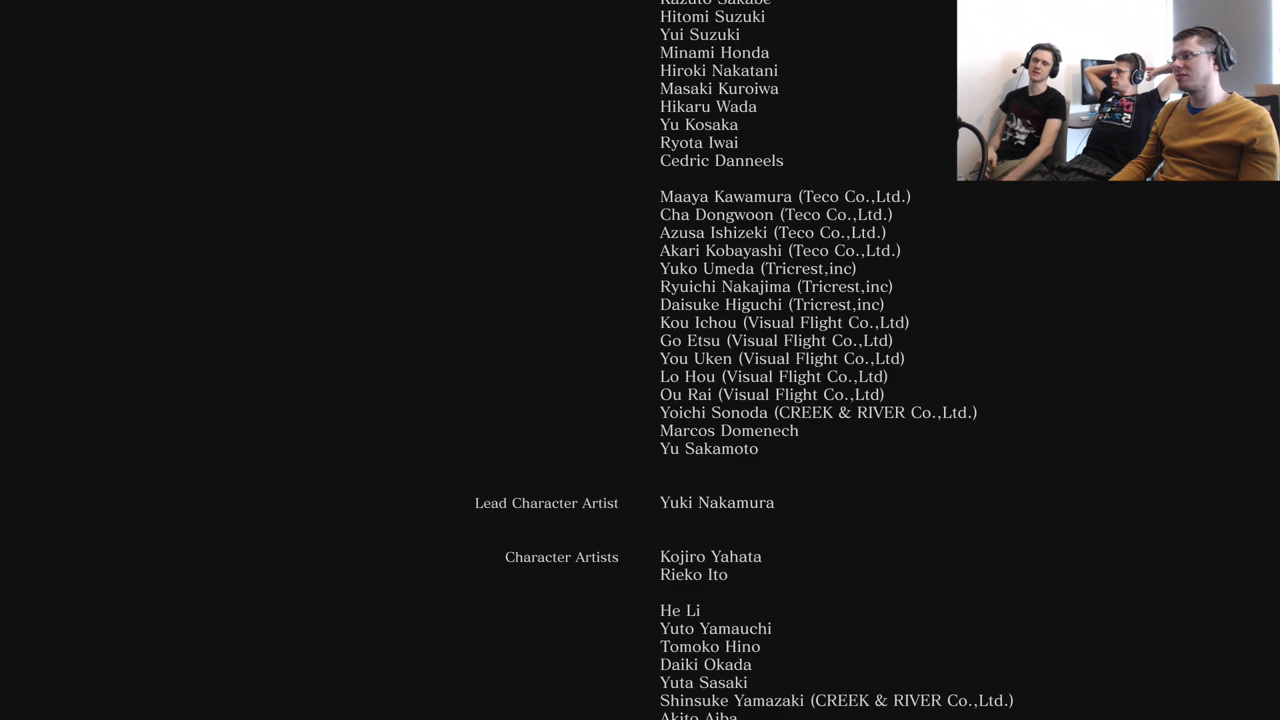 Kazuto Sakabe
Hitomi Suzuki
Yui Suzuki
Minami Honda
Hiroki Nakatani
Masaki Kuroiwa
Hikaru Wada
Yu Kosaka
Ryota Iwai
Cedric Danneels
Maaya Kawamura (Teco Co.,Ltd.)
Cha Dongwoon (Teco Co.,Ltd.)
Azusa Ishizeki (Teco Co.,Ltd.)
Akari Kobayashi (Teco Co.,Ltd.)
Yuko Umeda (Tricrest,inc)
Ryuichi Nakajima (Tricrest,inc)
Daisuke Higuchi (Tricrest,inc)
Kou Ichou (Visual Flight Co.,Ltd)
Go Etsu (Visual Flight Co.,Ltd)
You Uken (Visual Flight Co.,Ltd)
Lo Hou (Visual Flight Co.,Ltd)
Ou Rai (Visual Flight Co.,Ltd)
Yoichi Sonoda (CREEK & RIVER Co.,Ltd.)
Marcos Domenech
Yu Sakamoto
Lead Character Artist Yuki Nakamura
Character Artists Kojiro Yahata
Rieko Ito
He Li
Yuto Yamauchi
Tomoko Hino
Daiki Okada
Yuta Sasaki
Shinsuke Yamazaki (CREEK & RIVER Co.,Ltd.)
Akito Aiba